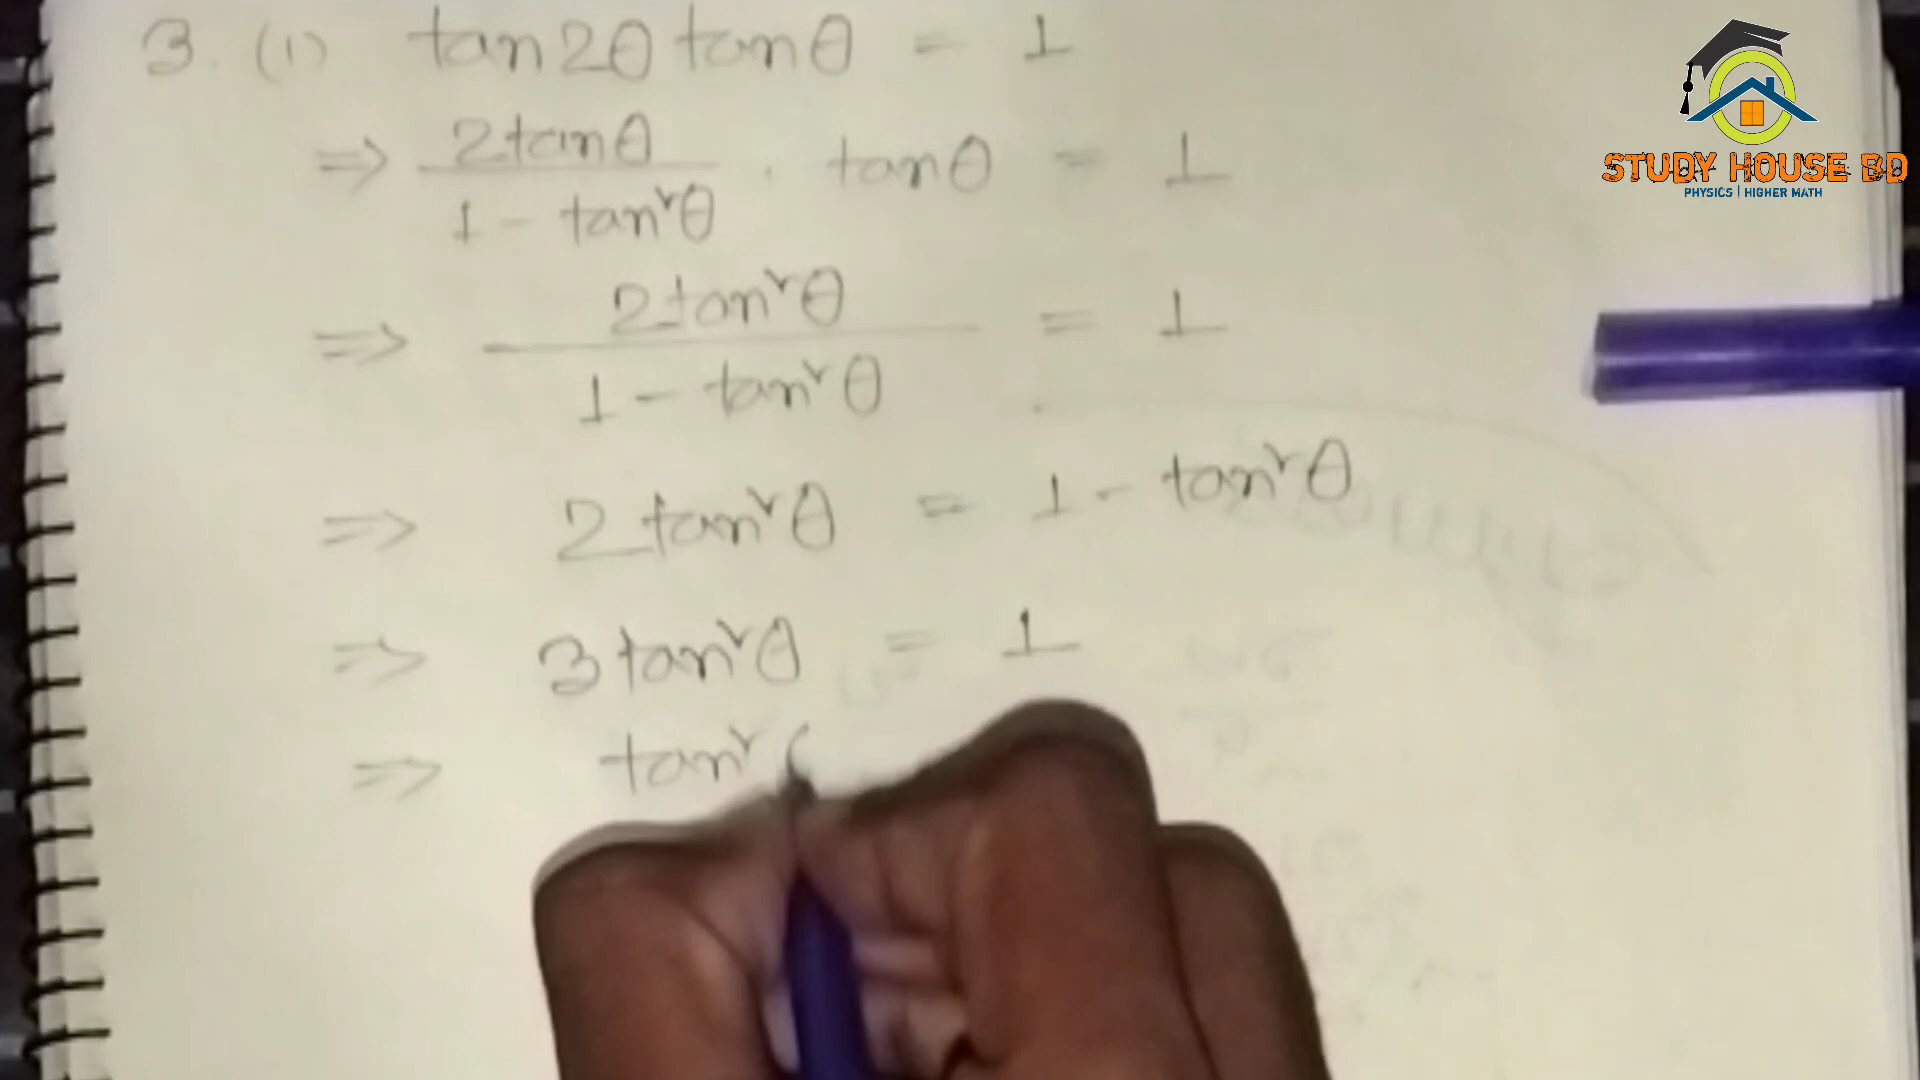 3. (i) tan2θ tanθ = 1
⇒ 2tanθ / 1 - tan²θ . tanθ = 1
⇒ 2tan²θ / 1 - tan²θ = 1
⇒ 2tan²θ = 1 - tan²θ
⇒ 3tan²θ = 1
⇒ tan²
STUDY HOUSE BD
PHYSICS | HIGHER MATH